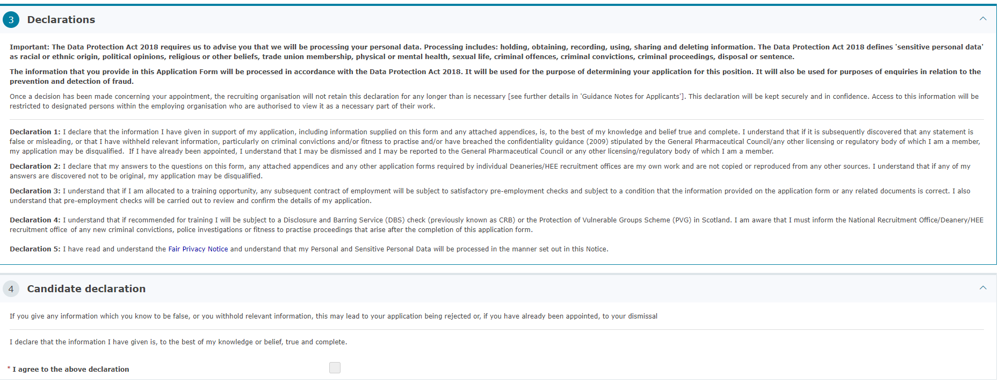 3 Declarations
Important: The Data Protection Act 2018 requires us to advise you that we will be processing your personal data. Processing includes: holding, obtaining, recording, using, sharing and deleting information. The Data Protection Act 2018 defines 'sensitive personal data'
as racial or ethnic origin, political opinions, religious or other beliefs, trade union membership, physical or mental health, sexual life, criminal offences, criminal convictions, criminal proceedings, disposal or sentence.
The information that you provide in this Application Form will be processed in accordance with the Data Protection Act 2018. It will be used for the purpose of determining your application for this position. It will also be used for purposes of enquiries in relation to the
prevention and detection of fraud.
Once a decision has been made concerning your appointment, the recruiting organisation will not retain this declaration for any longer than is necessary [see further details in 'Guidance Notes for Applicants']. This declaration will be kept securely and in confidence. Access to this information will be
restricted to designated persons within the employing organisation who are authorised to view it as a necessary part of their work.
Declaration 1: I declare that the information I have given in support of my application, including information supplied on this form and any attached appendices, is, to the best of my knowledge and belief true and complete. I understand that if it is subsequently discovered that any statement is
false or misleading, or that I have withheld relevant information, particularly on criminal convictions and/or fitness to practise and/or have breached the confidentiality guidance (2009) stipulated by the General Pharmaceutical Council/any other licensing or regulatory body of which I am a member,
my application may be disqualified. If I have already been appointed, I understand that I may be dismissed and I may be reported to the General Pharmaceutical Council or any other licensing/regulatory body of which I am a member.
Declaration 2: I declare that my answers to the questions on this form, any attached appendices and any other application forms required by individual Deaneries/HEE recruitment offices are my own work and are not copied or reproduced from any other sources. I understand that if any of my
answers are discovered not to be original, my application may be disqualified.
Declaration 3: I understand that if I am allocated to a training opportunity, any subsequent contract of employment will be subject to satisfactory pre-employment checks and subject to a condition that the information provided on the application form or any related documents is correct. I also
understand that pre-employment checks will be carried out to review and confirm the details of my application.
Declaration 4: I understand that if recommended for training I will be subject to a Disclosure and Barring Service (DBS) check (previously known as CRB) or the Protection of Vulnerable Groups Scheme (PVG) in Scotland. I am aware that I must inform the National Recruitment Office/Deanery/HEE
recruitment office of any new criminal convictions, police investigations or fitness to practise proceedings that arise after the completion of this application form.
Declaration 5: I have read and understand the Fair Privacy Notice and understand that my Personal and Sensitive Personal Data will be processed in the manner set out in this Notice.
4 Candidate declaration
If you give any information which you know to be false, or you withhold relevant information, this may lead to your application being rejected or, if you have already been appointed, to your dismissal
I declare that the information I have given is, to the best of my knowledge or belief, true and complete.
* I agree to the above declaration